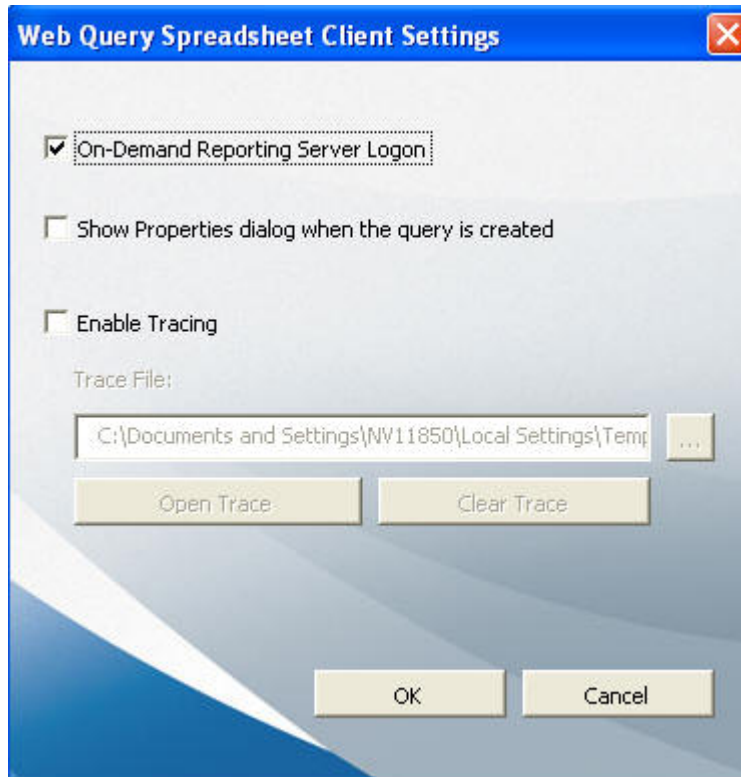 Web Query Spreadsheet Client Settings
On-Demand Reporting Server Logon
Show Properties dialog when the query is created
Enable Tracing
Trace File:
C:\Documents and Settings\NV11850\Local Settings\Temp
...
Open Trace
Clear Trace
OK
Cancel